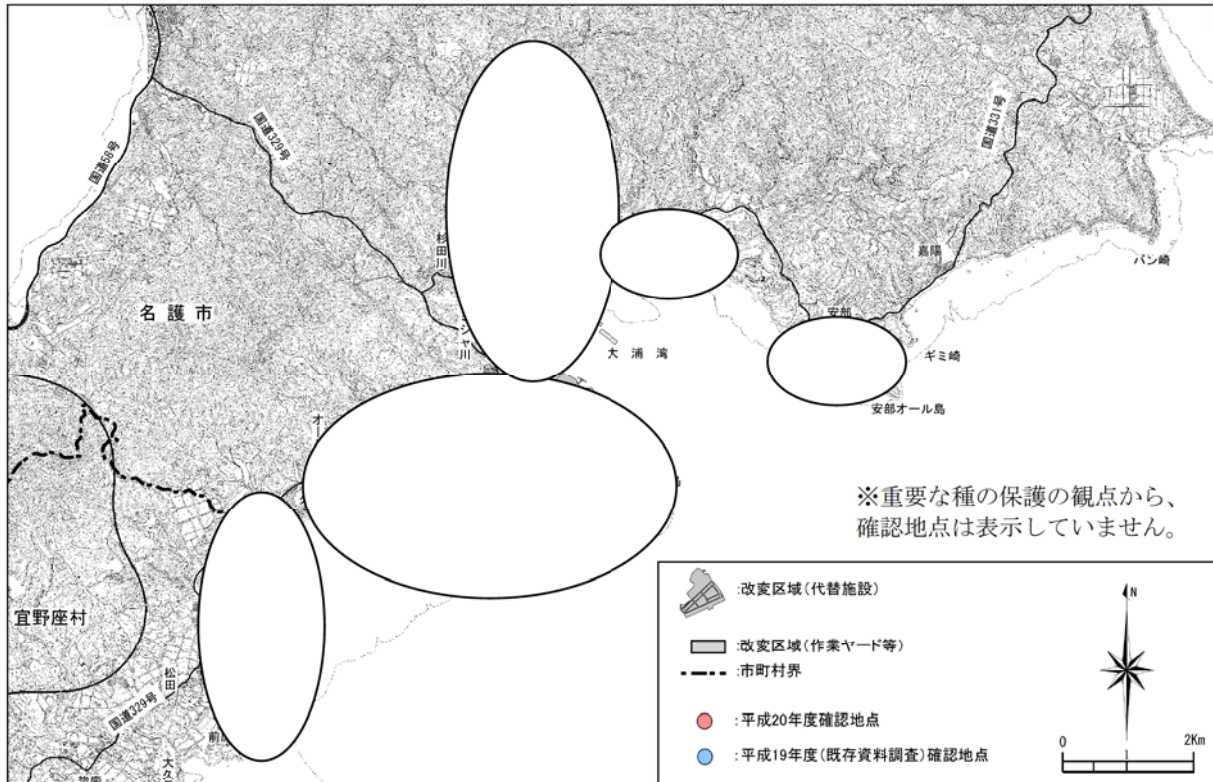 国道58号
国道329号
国道331号
杉田川
嘉陽
バン崎
名護市
安部
大浦湾
ギミ崎
安部オール島
※重要な種の保護の観点から、
確認地点は表示していません。
宜野座村
松田
国道329号
:改変区域(代替施設)
:改変区域(作業ヤード等)
:市町村界
:平成20年度確認地点
:平成19年度(既存資料調査)確認地点
N
0 2Km